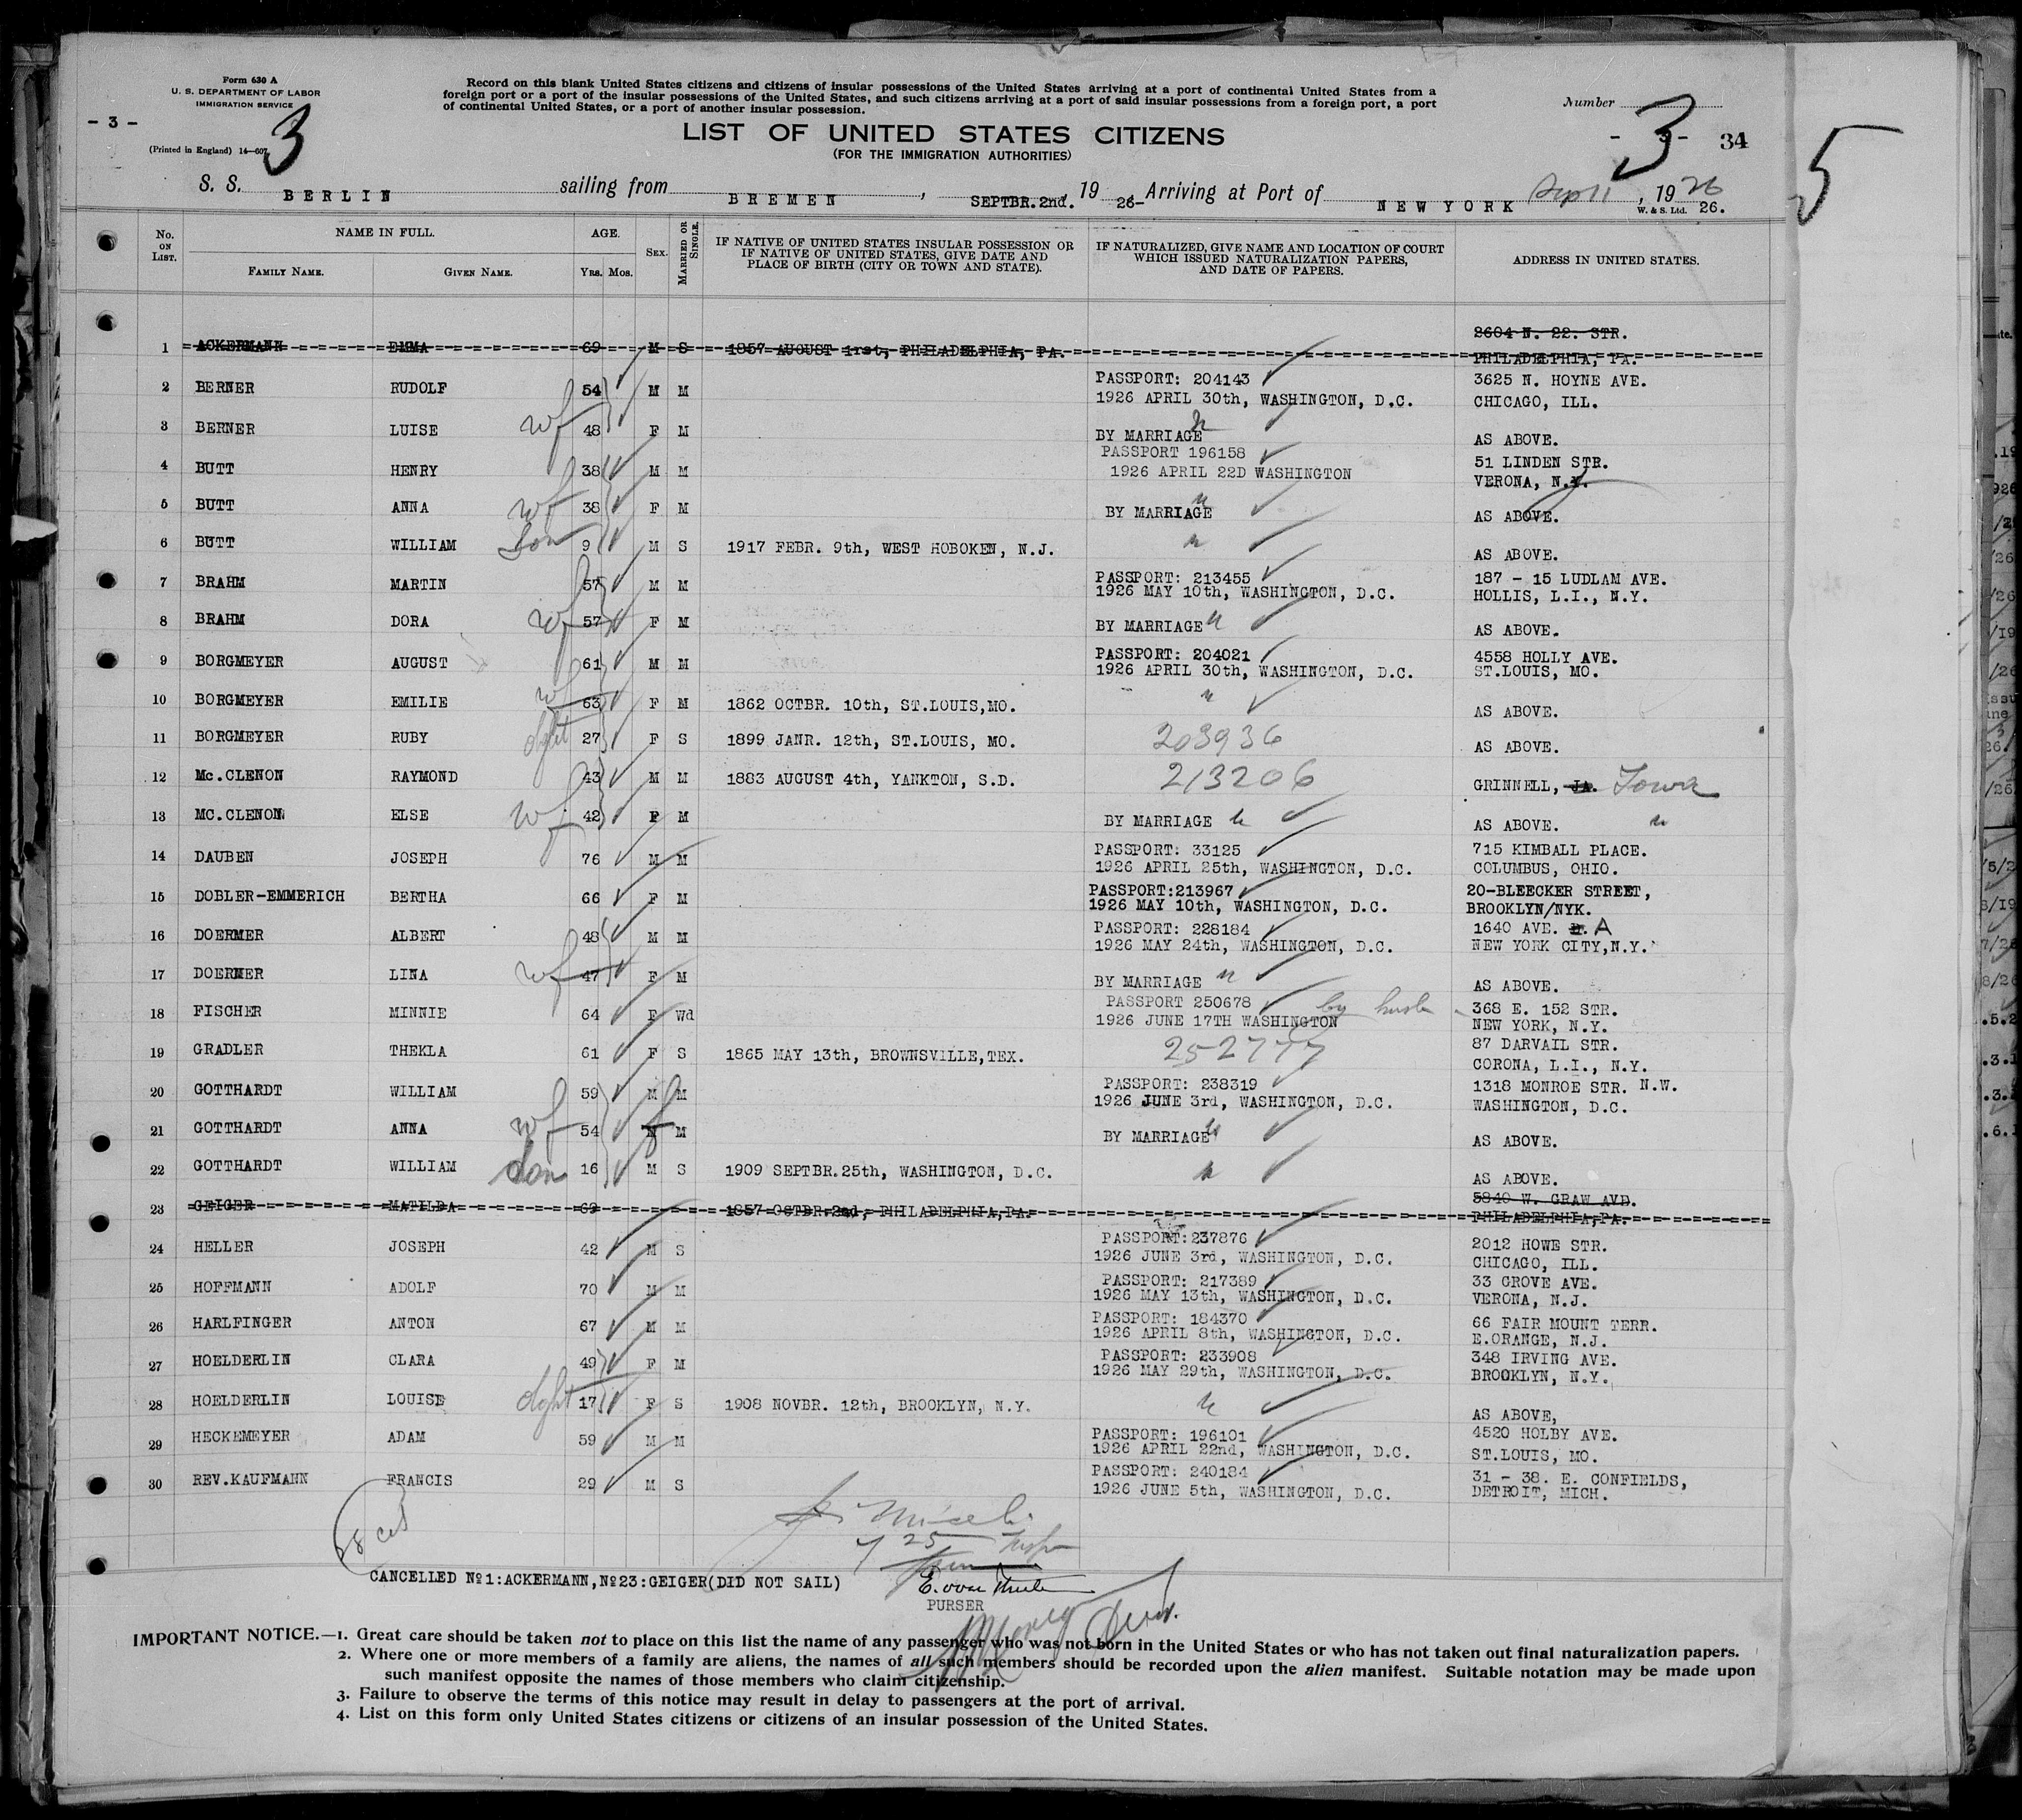 Form 630 A
U. S. DEPARTMENT OF LABOR
IMMIGRATION SERVICE
- 3 -
3
(Printed in England) 14—607
Record on this blank United States citizens and citizens of insular possessions of the United States arriving at a port of continental United States from a
foreign port or a port of the insular possessions of the United States, and such citizens arriving at a port of said insular possessions from a foreign port, a port
of continental United States, or a port of another insular possession.
LIST OF UNITED STATES CITIZENS
(FOR THE IMMIGRATION AUTHORITIES)
Number
- 3 - 34
5
S. S. BERLIN sailing from BREMEN, SEPTBR. 2nd. 19 26- Arriving at Port of NEW YORK Sep 11, 19 26
W. & S. Ltd. 26.
No. ON LIST. NAME IN FULL. FAMILY NAME. GIVEN NAME. AGE. Yrs. Mos. SEX. MARRIED OR SINGLE. IF NATIVE OF UNITED STATES INSULAR POSSESSION OR IF NATIVE OF UNITED STATES, GIVE DATE AND PLACE OF BIRTH (CITY OR TOWN AND STATE). IF NATURALIZED, GIVE NAME AND LOCATION OF COURT WHICH ISSUED NATURALIZATION PAPERS, AND DATE OF PAPERS. ADDRESS IN UNITED STATES.
2604 N. 22. STR.
1 ACKERMANN EMMA 69 M S 1857 AUGUST 1rst, PHILADELPHIA, PA. PHILADELPHIA, PA.
2 BERNER RUDOLF 54 M M PASSPORT: 204143 3625 N. HOYNE AVE.
1926 APRIL 30th, WASHINGTON, D.C. CHICAGO, ILL.
3 BERNER LUISE wf 48 F M BY MARRIAGE AS ABOVE.
4 BUTT HENRY 38 M M PASSPORT 196158 51 LINDEN STR.
1926 APRIL 22D WASHINGTON VERONA, N.Y.
5 BUTT ANNA wf 38 F M BY MARRIAGE AS ABOVE.
6 BUTT WILLIAM Son 9 M S 1917 FEBR. 9th, WEST HOBOKEN, N.J. AS ABOVE.
7 BRAHM MARTIN 57 M M PASSPORT: 213455 187 - 15 LUDLAM AVE.
1926 MAY 10th, WASHINGTON, D.C. HOLLIS, L.I., N.Y.
8 BRAHM DORA wf 57 F M BY MARRIAGE AS ABOVE.
9 BORGMEYER AUGUST 61 M M PASSPORT: 204021 4558 HOLLY AVE.
1926 APRIL 30th, WASHINGTON, D.C. ST.LOUIS, MO.
10 BORGMEYER EMILIE wf 63 F M 1862 OCTBR. 10th, ST.LOUIS,MO. AS ABOVE.
11 BORGMEYER RUBY dght 27 F S 1899 JANR. 12th, ST.LOUIS, MO. 203936 AS ABOVE.
12 Mc.CLENON RAYMOND 43 M M 1883 AUGUST 4th, YANKTON, S.D. 213206 GRINNELL, JA. Iowa
13 MC.CLENON ELSE wf 42 F M BY MARRIAGE AS ABOVE.
14 DAUBEN JOSEPH 76 M M PASSPORT: 33125 715 KIMBALL PLACE.
1926 APRIL 25th, WASHINGTON, D.C. COLUMBUS, OHIO.
15 DOBLER-EMMERICH BERTHA 66 F M PASSPORT:213967 20-BLEECKER STREET,
1926 MAY 10th, WASHINGTON, D.C. BROOKLYN/NYK.
16 DOERMER ALBERT 48 M M PASSPORT: 228184 1640 AVE. A
1926 MAY 24th, WASHINGTON, D.C. NEW YORK CITY,N.Y.
17 DOERMER LINA wf 47 F M BY MARRIAGE AS ABOVE.
18 FISCHER MINNIE 64 F Wd PASSPORT 250678 by husb 368 E. 152 STR.
1926 JUNE 17TH WASHINGTON NEW YORK, N.Y.
19 GRADLER THEKLA 61 F S 1865 MAY 13th, BROWNSVILLE,TEX. 252777 87 DARVAIL STR.
CORONA, L.I., N.Y.
20 GOTTHARDT WILLIAM 59 M M PASSPORT: 238319 1318 MONROE STR. N.W.
1926 JUNE 3rd, WASHINGTON, D.C. WASHINGTON, D.C.
21 GOTTHARDT ANNA wf 54 f M BY MARRIAGE AS ABOVE.
22 GOTTHARDT WILLIAM son 16 M S 1909 SEPTBR.25th, WASHINGTON, D.C. AS ABOVE.
5840 W. GRAW AVE.
23 GEIGER MATILDA 69 1857 OCTBR.2nd, PHILADELPHIA,PA. PHILADELPHIA,PA.
24 HELLER JOSEPH 42 M S PASSPORT:237876 2012 HOWE STR.
1926 JUNE 3rd, WASHINGTON, D.C. CHICAGO, ILL.
25 HOFFMANN ADOLF 70 M M PASSPORT: 217389 33 GROVE AVE.
1926 MAY 13th, WASHINGTON, D.C. VERONA, N.J.
26 HARLFINGER ANTON 67 M M PASSPORT: 184370 66 FAIR MOUNT TERR.
1926 APRIL 8th, WASHINGTON, D.C. E.ORANGE, N.J.
27 HOELDERLIN CLARA 49 F M PASSPORT: 233908 348 IRVING AVE.
1926 MAY 29th, WASHINGTON, D.C. BROOKLYN, N.Y.
28 HOELDERLIN LOUISE dght 17 F S 1908 NOVBR. 12th, BROOKLYN, N.Y. AS ABOVE,
29 HECKEMEYER ADAM 59 M M PASSPORT: 196101 4520 HOLBY AVE.
1926 APRIL 22nd, WASHINGTON, D.C. ST.LOUIS, MO.
30 REV.KAUFMANN FRANCIS 29 M S PASSPORT: 240184 31 - 38. E. CONFIELDS,
1926 JUNE 5th, WASHINGTON, D.C. DETROIT, MICH.
28
7 25
CANCELLED №1:ACKERMANN,№23:GEIGER(DID NOT SAIL)
PURSER
IMPORTANT NOTICE.—1. Great care should be taken not to place on this list the name of any passenger who was not born in the United States or who has not taken out final naturalization papers.
2. Where one or more members of a family are aliens, the names of all such members should be recorded upon the alien manifest. Suitable notation may be made upon
such manifest opposite the names of those members who claim citizenship.
3. Failure to observe the terms of this notice may result in delay to passengers at the port of arrival.
4. List on this form only United States citizens or citizens of an insular possession of the United States.